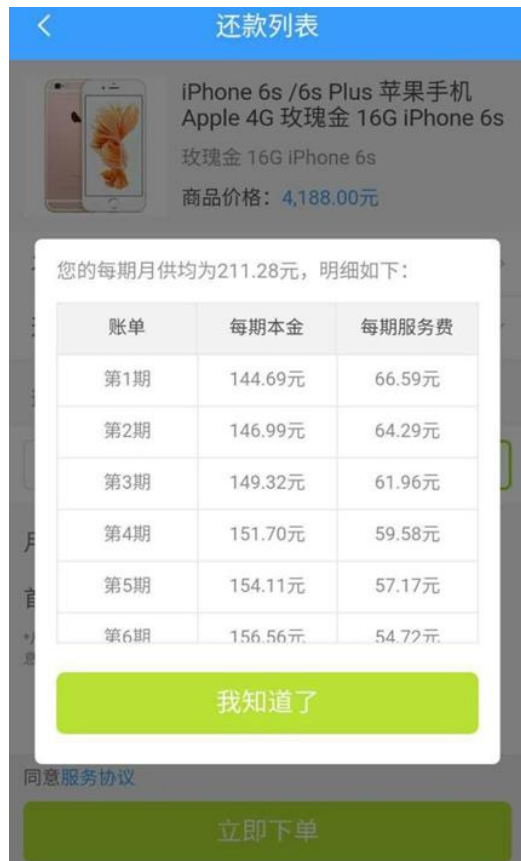 还款列表
iPhone 6s /6s Plus 苹果手机
Apple 4G 玫瑰金 16G iPhone 6s
玫瑰金 16G iPhone 6s
商品价格：4,188.00元
您的每期月供均为211.28元，明细如下：
账单 每期本金 每期服务费
第1期 144.69元 66.59元
第2期 146.99元 64.29元
第3期 149.32元 61.96元
第4期 151.70元 59.58元
第5期 154.11元 57.17元
第6期 156.56元 54.72元
我知道了
同意服务协议
立即下单